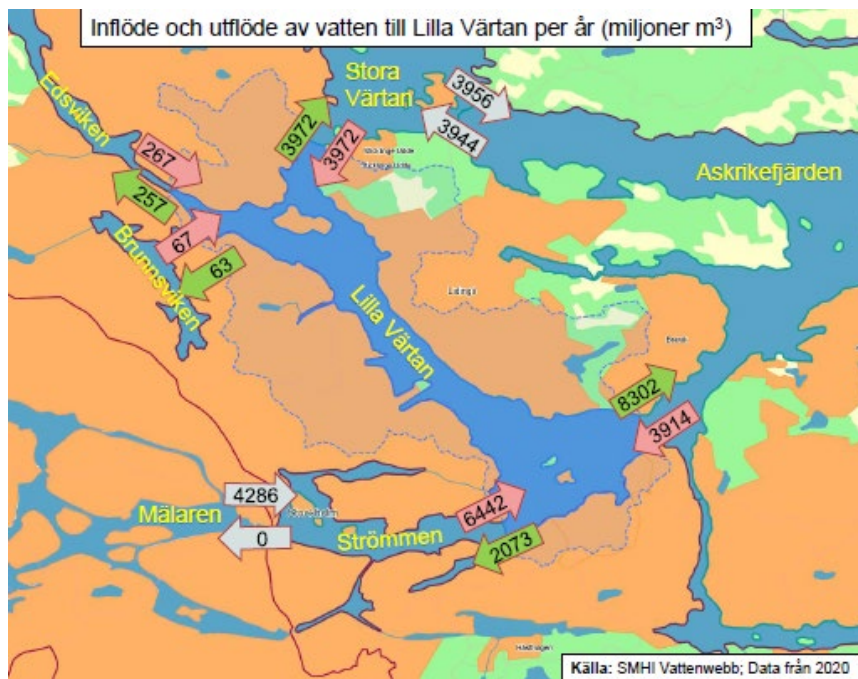 Inflöde och utflöde av vatten till Lilla Värtan per år (miljoner m³)
Edsviken
Stora
Värtan
3956
3944
3972
3972
267
257
Askrikefjärden
67
63
Brunnsviken
Lilla Värtan
Lidingö
8302
3914
4286
Mälaren
0
Strömmen
6442
2073
Källa: SMHI Vattenwebb; Data från 2020